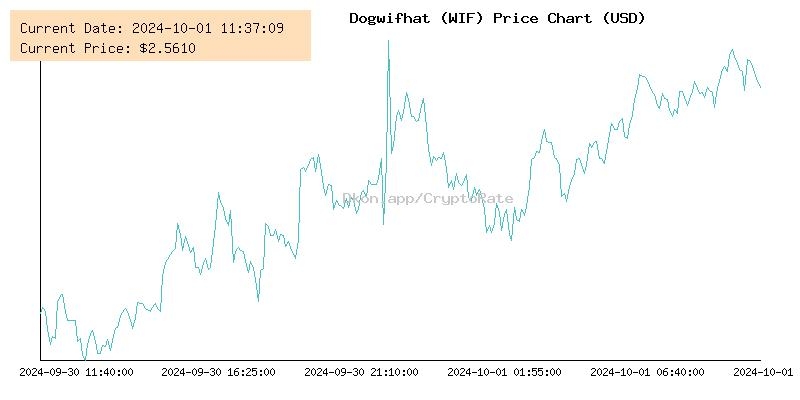 Dogwifhat (WIF) Price Chart (USD)
Current Date: 2024-10-01 11:37:09
Current Price: $2.5610
Dkon.app/CryptoRate
2024-09-30 11:40:00
2024-09-30 16:25:00
2024-09-30 21:10:00
2024-10-01 01:55:00
2024-10-01 06:40:00
2024-10-01